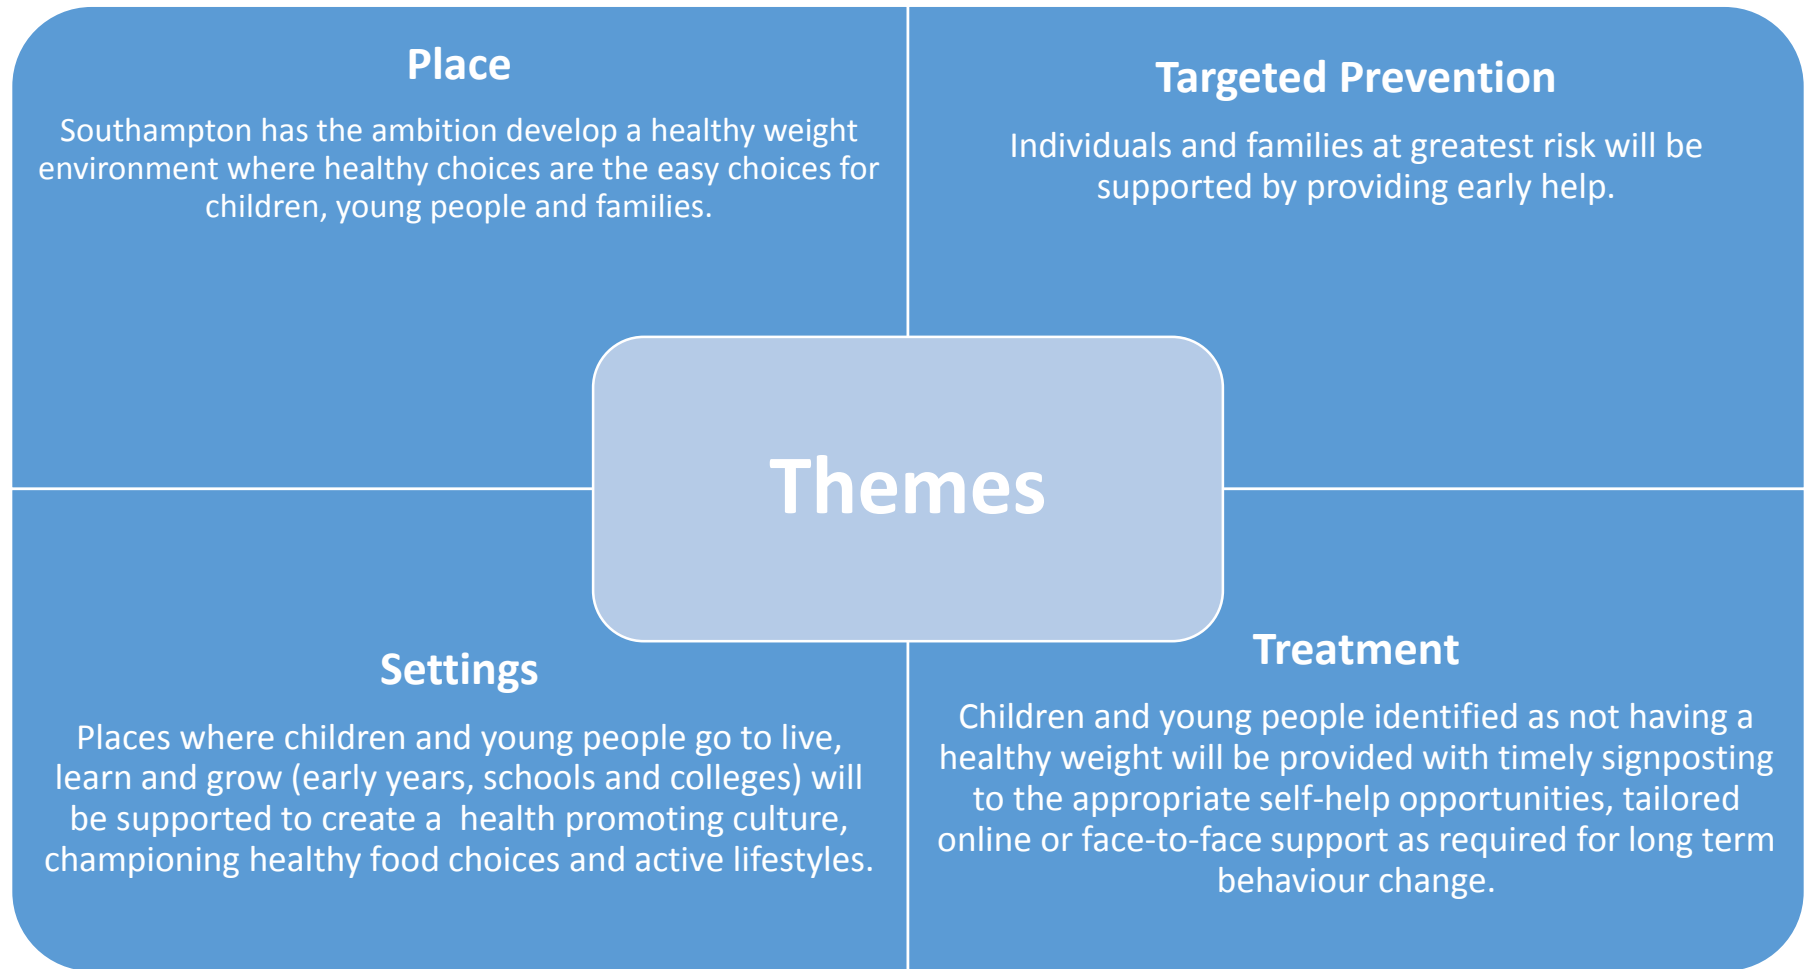 Place
Southampton has the ambition develop a healthy weight
environment where healthy choices are the easy choices for
children, young people and families.
Targeted Prevention
Individuals and families at greatest risk will be
supported by providing early help.
Themes
Settings
Places where children and young people go to live,
learn and grow (early years, schools and colleges) will
be supported to create a  health promoting culture,
championing healthy food choices and active lifestyles.
Treatment
Children and young people identified as not having a
healthy weight will be provided with timely signposting
to the appropriate self-help opportunities, tailored
online or face-to-face support as required for long term
behaviour change.